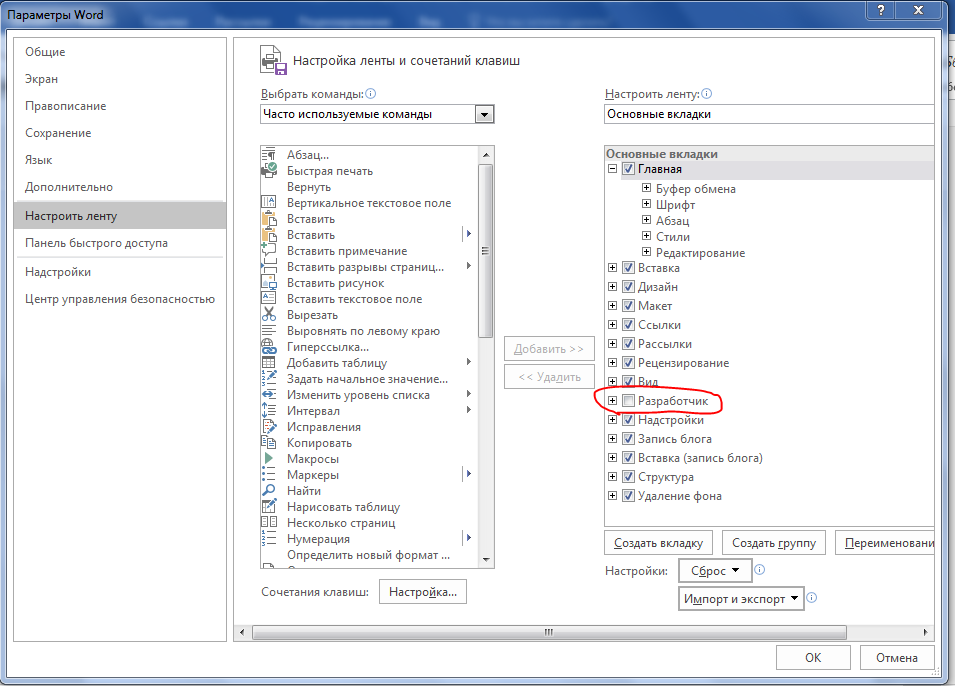 Параметры Word
Общие
Экран
Правописание
Сохранение
Язык
Дополнительно
Настроить ленту
Панель быстрого доступа
Надстройки
Центр управления безопасностью
Настройка ленты и сочетаний клавиш
Выбрать команды:
Часто используемые команды
Абзац...
Быстрая печать
Вернуть
Вертикальное текстовое поле
Вставить
Вставить
Вставить примечание
Вставить разрывы страниц...
Вставить рисунок
Вставить текстовое поле
Вырезать
Выровнять по левому краю
Гиперссылка...
Добавить таблицу
Задать начальное значение...
Изменить уровень списка
Интервал
Исправления
Копировать
Макросы
Маркеры
Найти
Нарисовать таблицу
Несколько страниц
Нумерация
Определить новый формат ...
Сочетания клавиш:
Настройка...
Добавить >>
<< Удалить
Настроить ленту:
Основные вкладки
Основные вкладки
Главная
Буфер обмена
Шрифт
Абзац
Стили
Редактирование
Вставка
Дизайн
Макет
Ссылки
Рассылки
Рецензирование
Вид
Разработчик
Надстройки
Запись блога
Вставка (запись блога)
Структура
Удаление фона
Создать вкладку
Создать группу
Переименовани
Настройки:
Сброс
Импорт и экспорт
ОК
Отмена